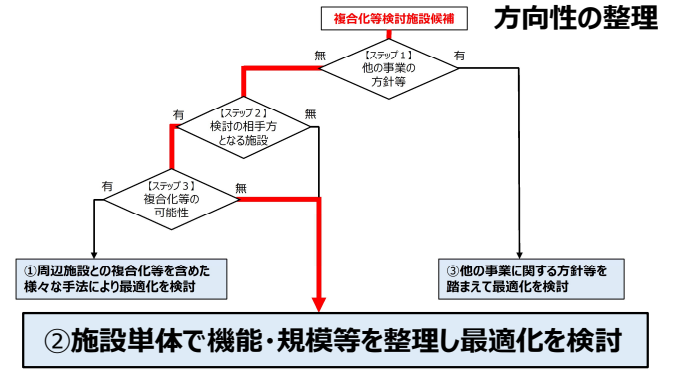 方向性の整理
複合化等検討施設候補
無
【ステップ1】
他の事業の
方針等
有
有
【ステップ2】
検討の相手方
となる施設
無
有
【ステップ3】
複合化等の
可能性
無
①周辺施設との複合化等を含めた
様々な手法により最適化を検討
③他の事業に関する方針等を
踏まえて最適化を検討
②施設単体で機能・規模等を整理し最適化を検討